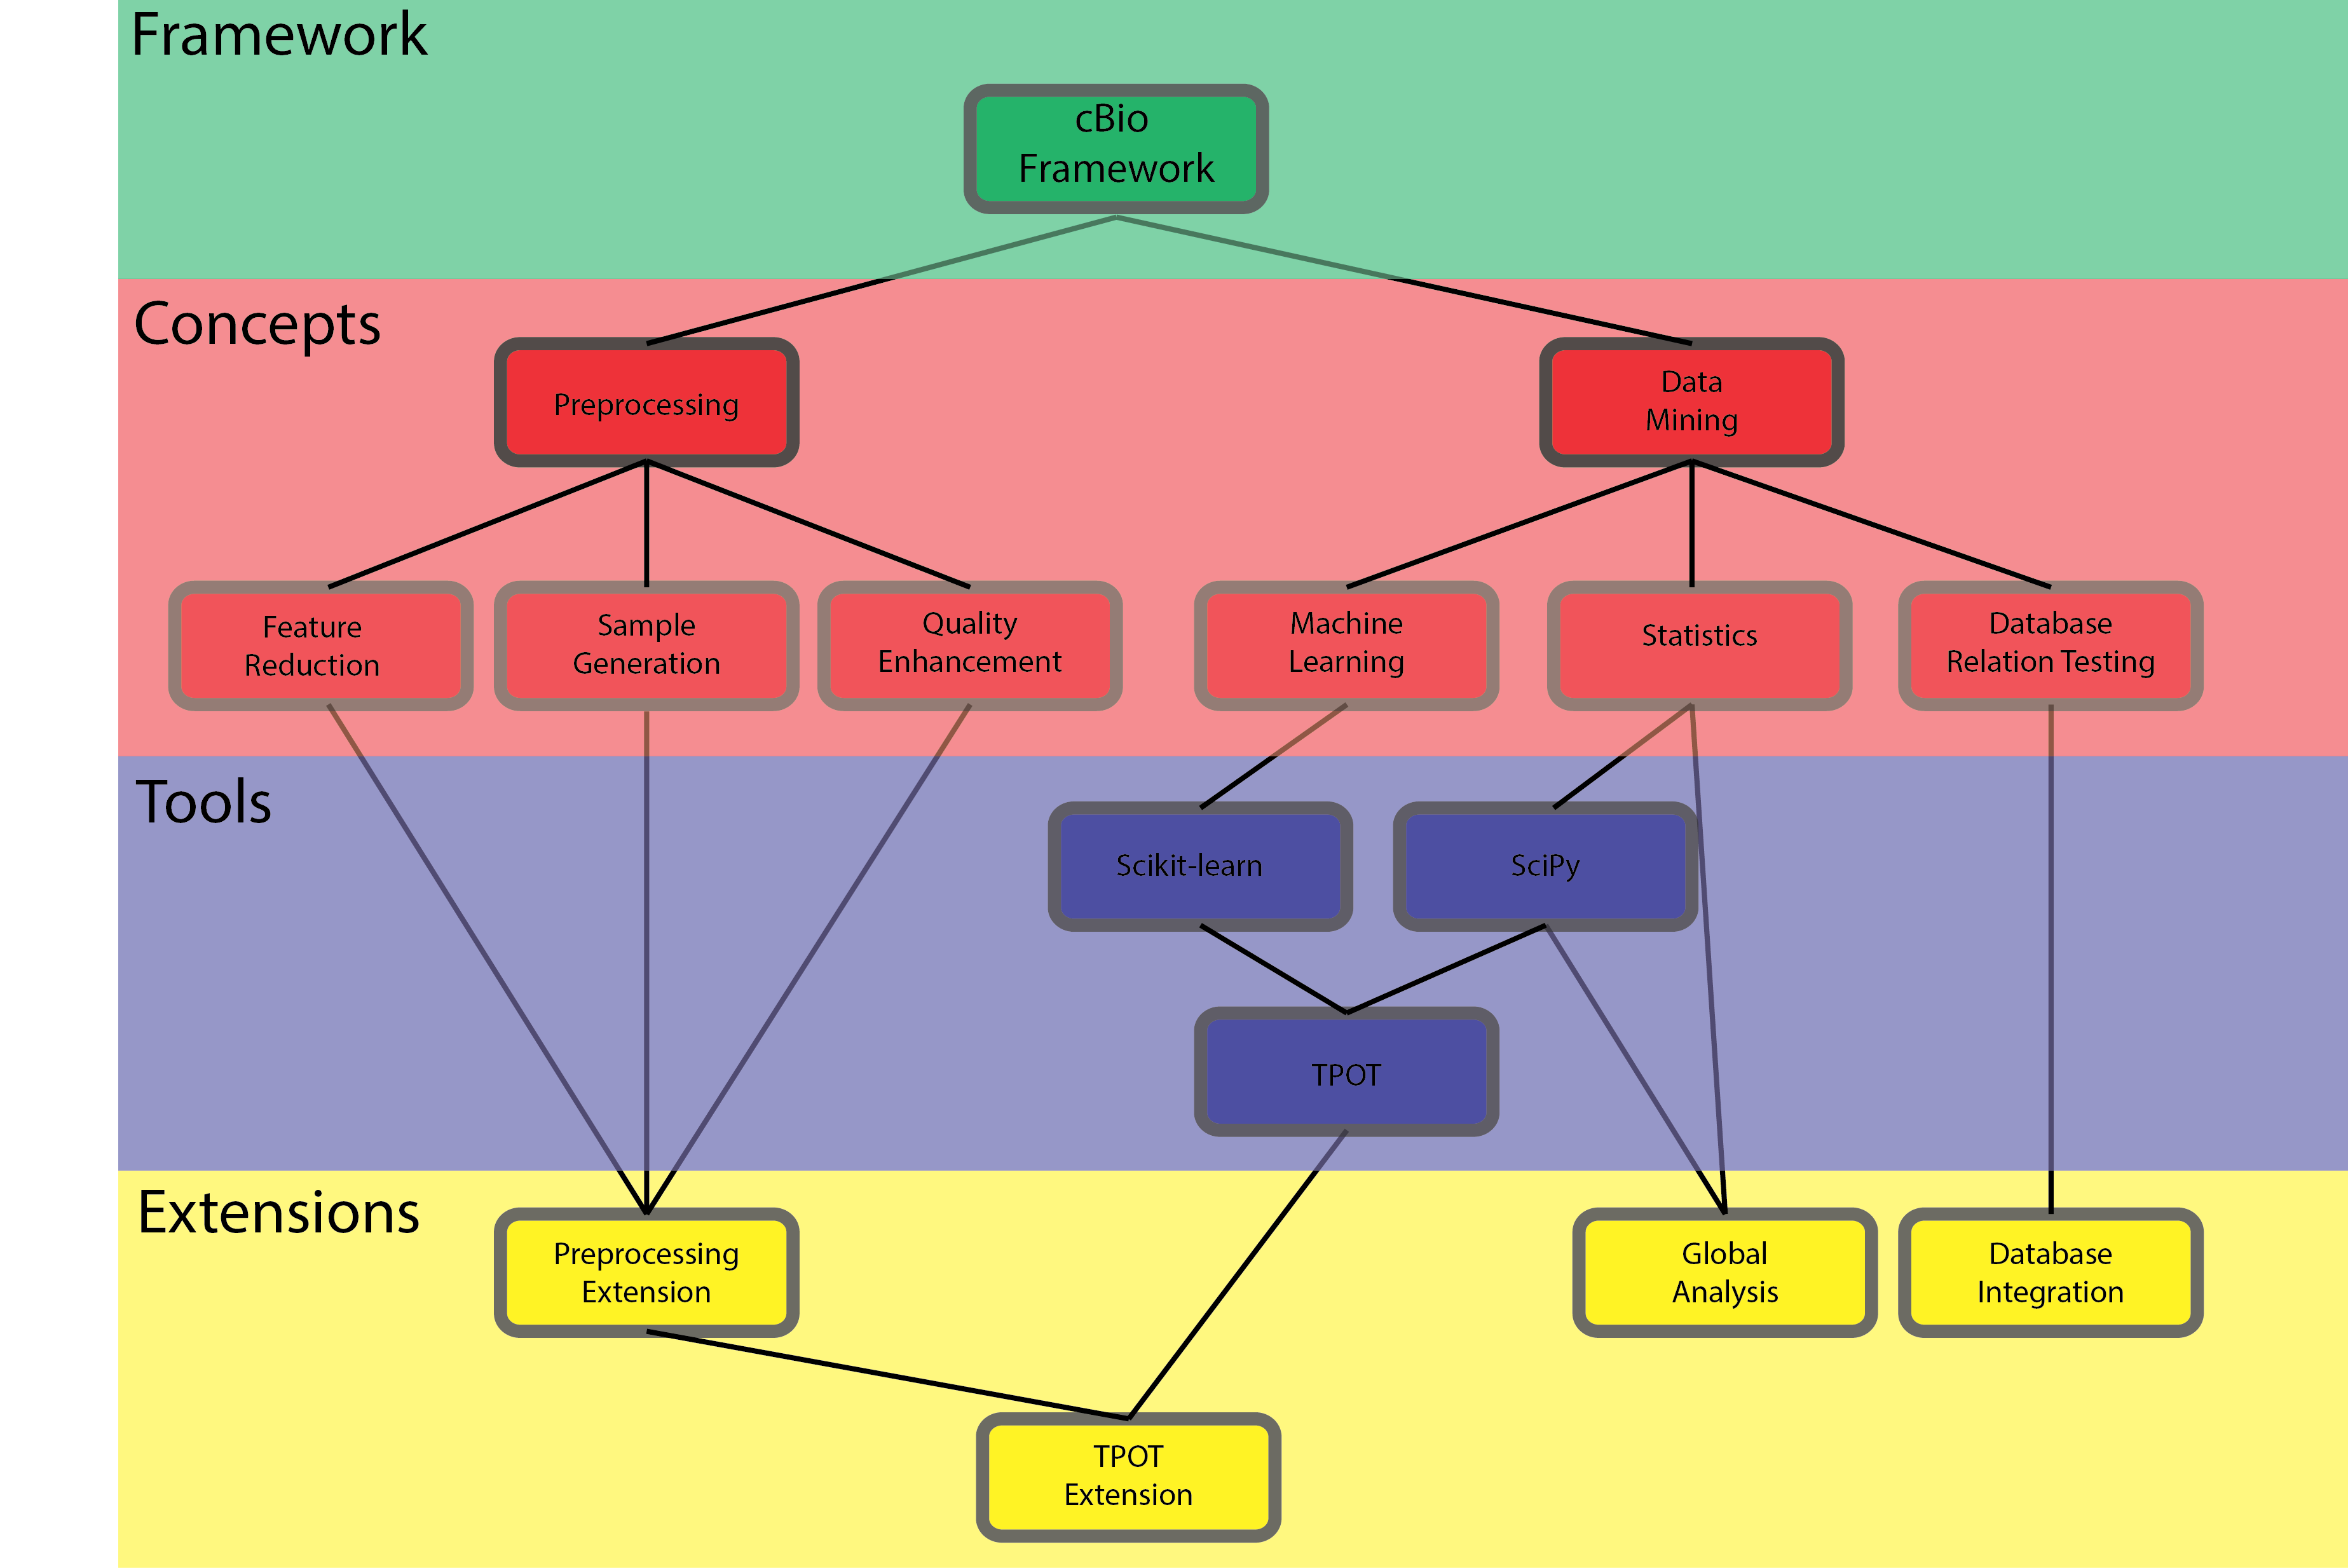 Framework
cBio
Framework
Concepts
Preprocessing
Data
Mining
Feature
Reduction
Sample
Generation
Quality
Enhancement
Machine
Learning
Statistics
Database
Relation Testing
Tools
Scikit-learn
SciPy
TPOT
Extensions
Preprocessing
Extension
Global
Analysis
Database
Integration
TPOT
Extension